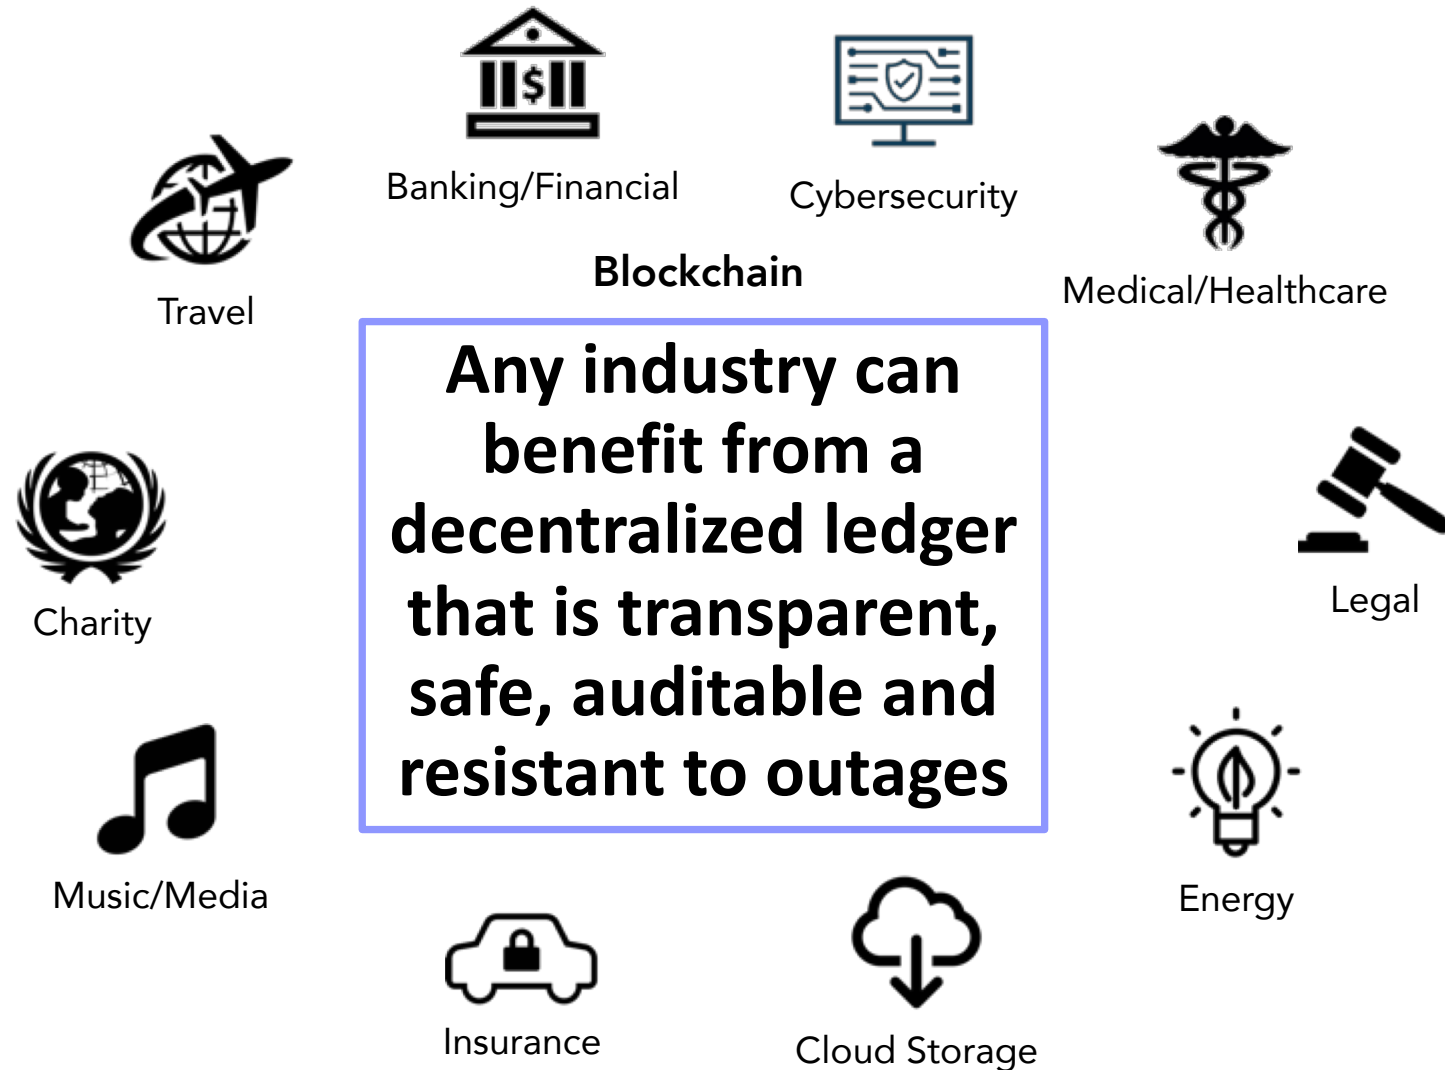 $
Banking/Financial
Cybersecurity
Travel
Blockchain
Medical/Healthcare
Any industry can
benefit from a
decentralized ledger
that is transparent,
safe, auditable and
resistant to outages
Charity
Legal
Music/Media
Energy
Insurance
Cloud Storage